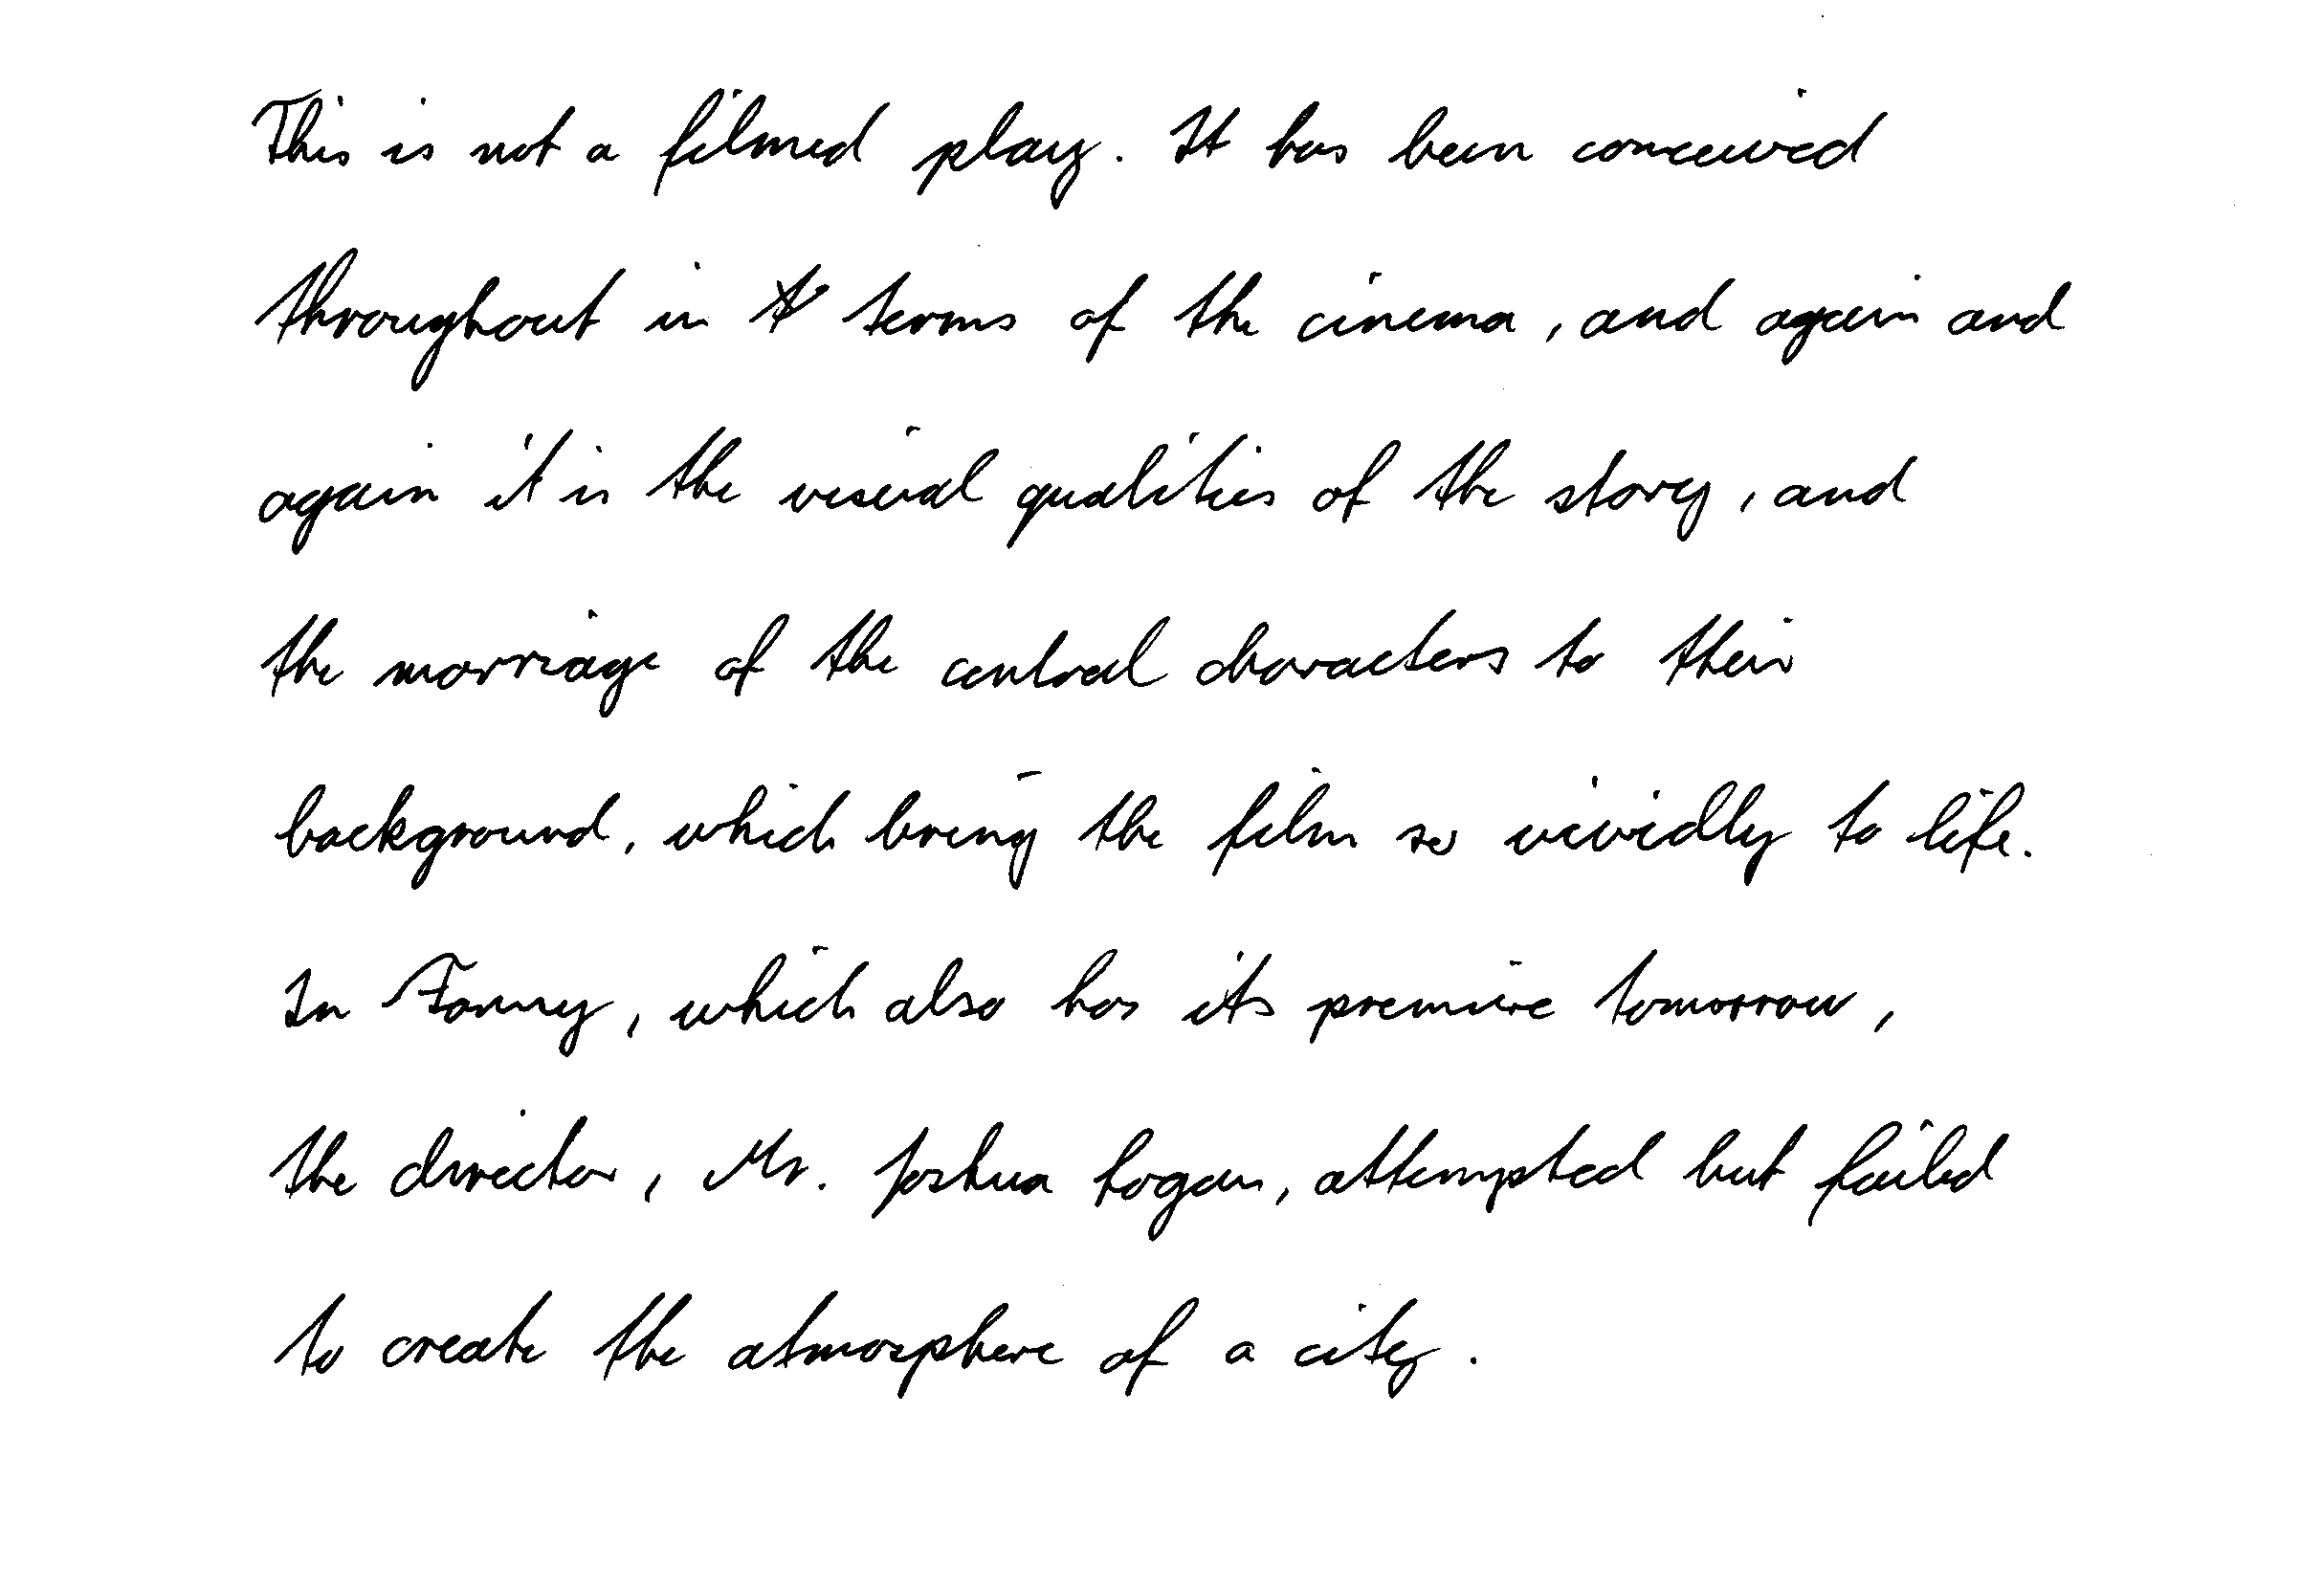 This is not a filmed play. It has been conceived
throughout in terms of the cinema, and again and
again it is the visual qualities of the story, and
the marriage of the central characters to their
background, which bring the film so vividly to life.
In Fanny, which also has its premiere tomorrow,
the director, Mr. Joshua Logan, attempted but failed
to create the atmosphere of a city.